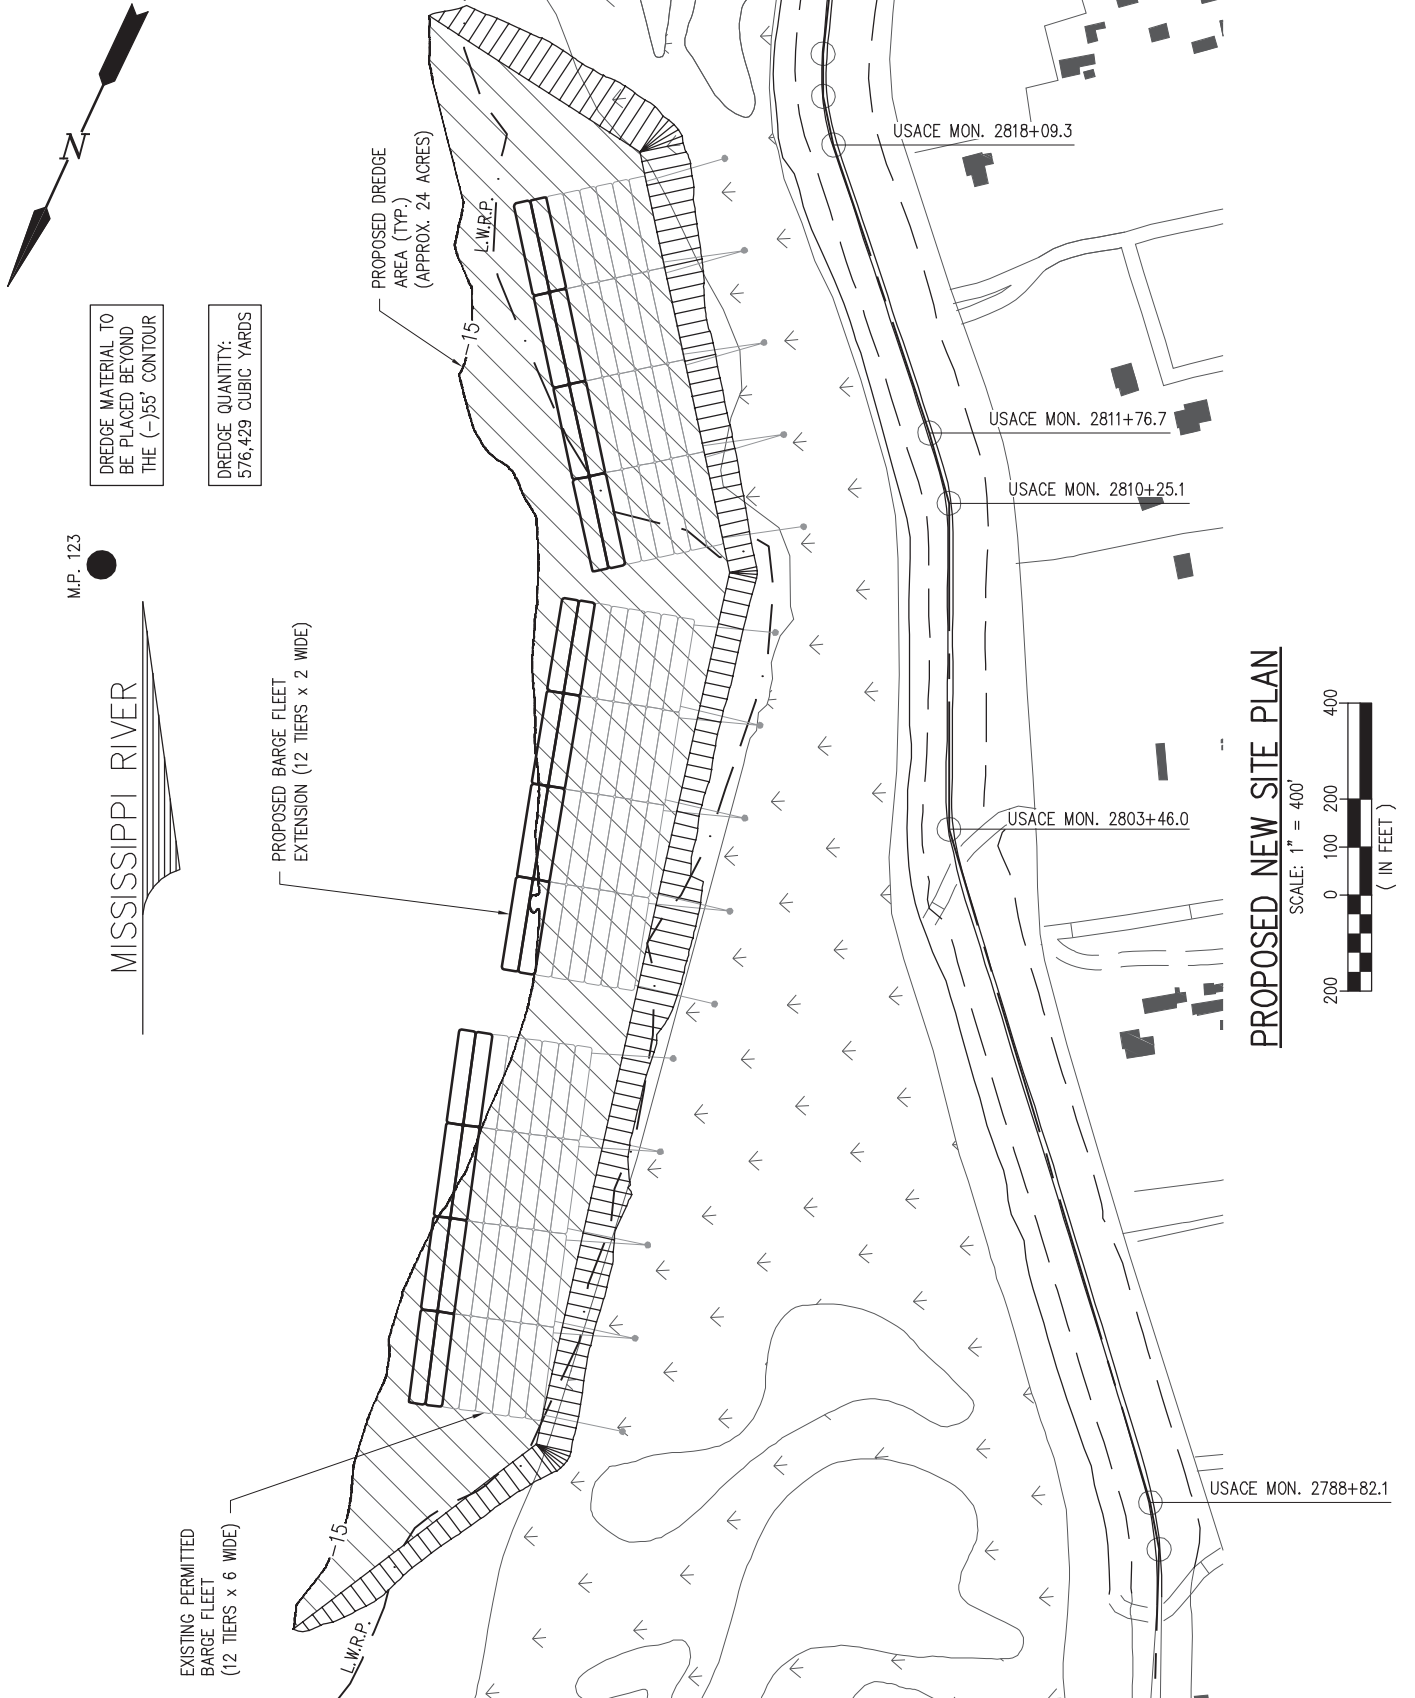 N
DREDGE MATERIAL TO
BE PLACED BEYOND
THE (-)55' CONTOUR
DREDGE QUANTITY:
576,429 CUBIC YARDS
M.P. 123
MISSISSIPPI RIVER
PROPOSED DREDGE
AREA (TYP.)
(APPROX. 24 ACRES)
L.W.R.P.
-15
PROPOSED BARGE FLEET
EXTENSION (12 TIERS x 2 WIDE)
EXISTING PERMITTED
BARGE FLEET
(12 TIERS x 6 WIDE)
-15
L.W.R.P.
USACE MON. 2818+09.3
USACE MON. 2811+76.7
USACE MON. 2810+25.1
USACE MON. 2803+46.0
USACE MON. 2788+82.1
PROPOSED NEW SITE PLAN
SCALE: 1" = 400'
200 0 100 200 400
( IN FEET )